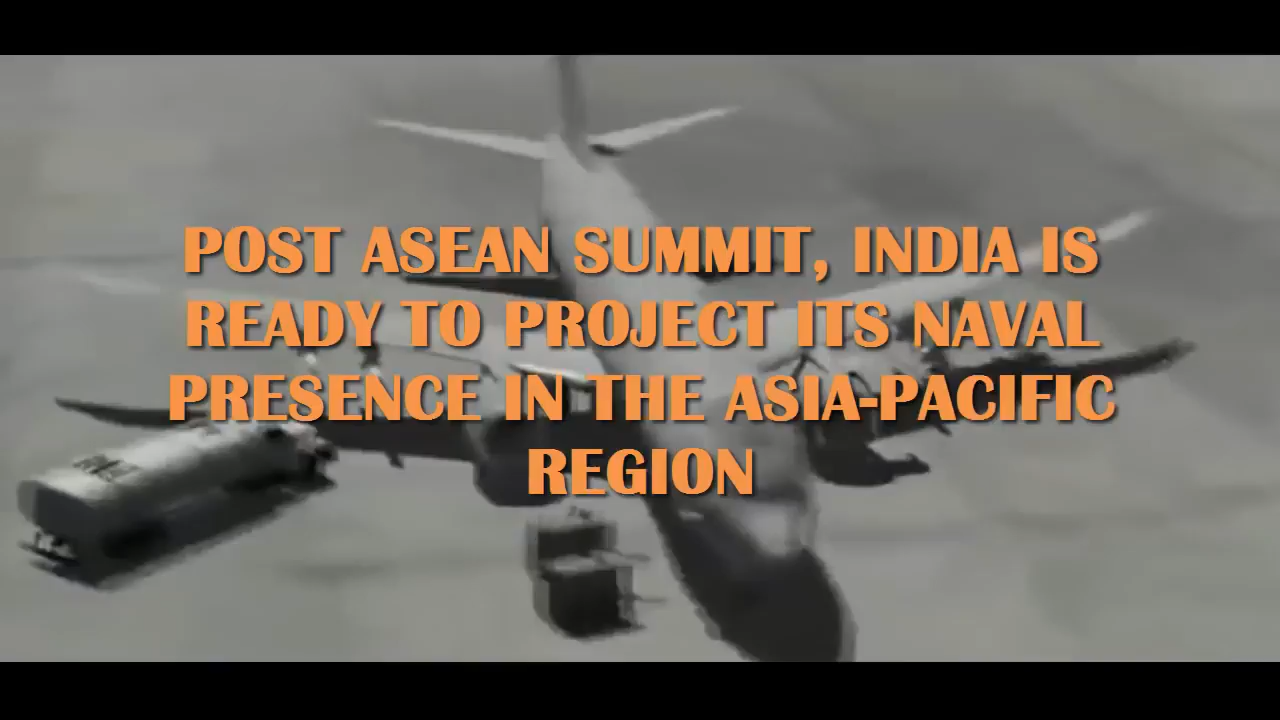 POST ASEAN SUMMIT, INDIA IS
READY TO PROJECT ITS NAVAL
PRESENCE IN THE ASIA-PACIFIC
REGION